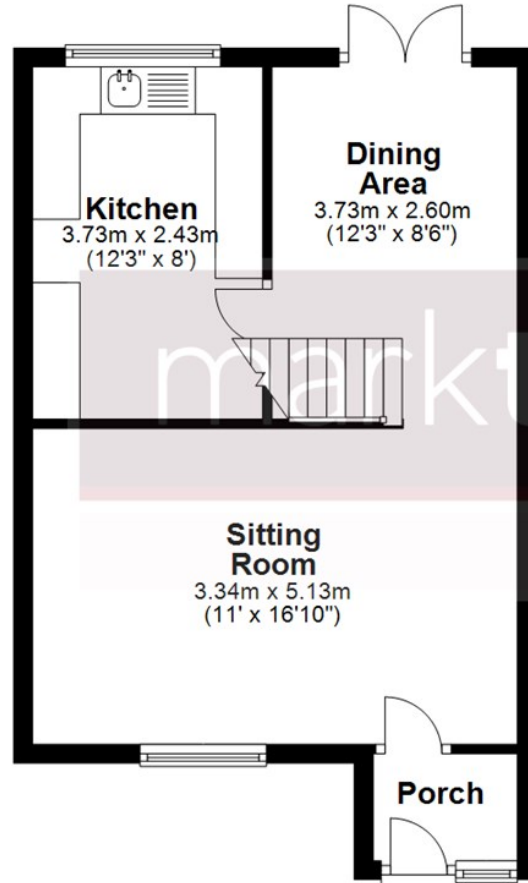 Dining
Area
3.73m x 2.60m
(12'3" x 8'6")
Kitchen
3.73m x 2.43m
(12'3" x 8')
markt
Sitting
Room
3.34m x 5.13m
(11' x 16'10")
Porch